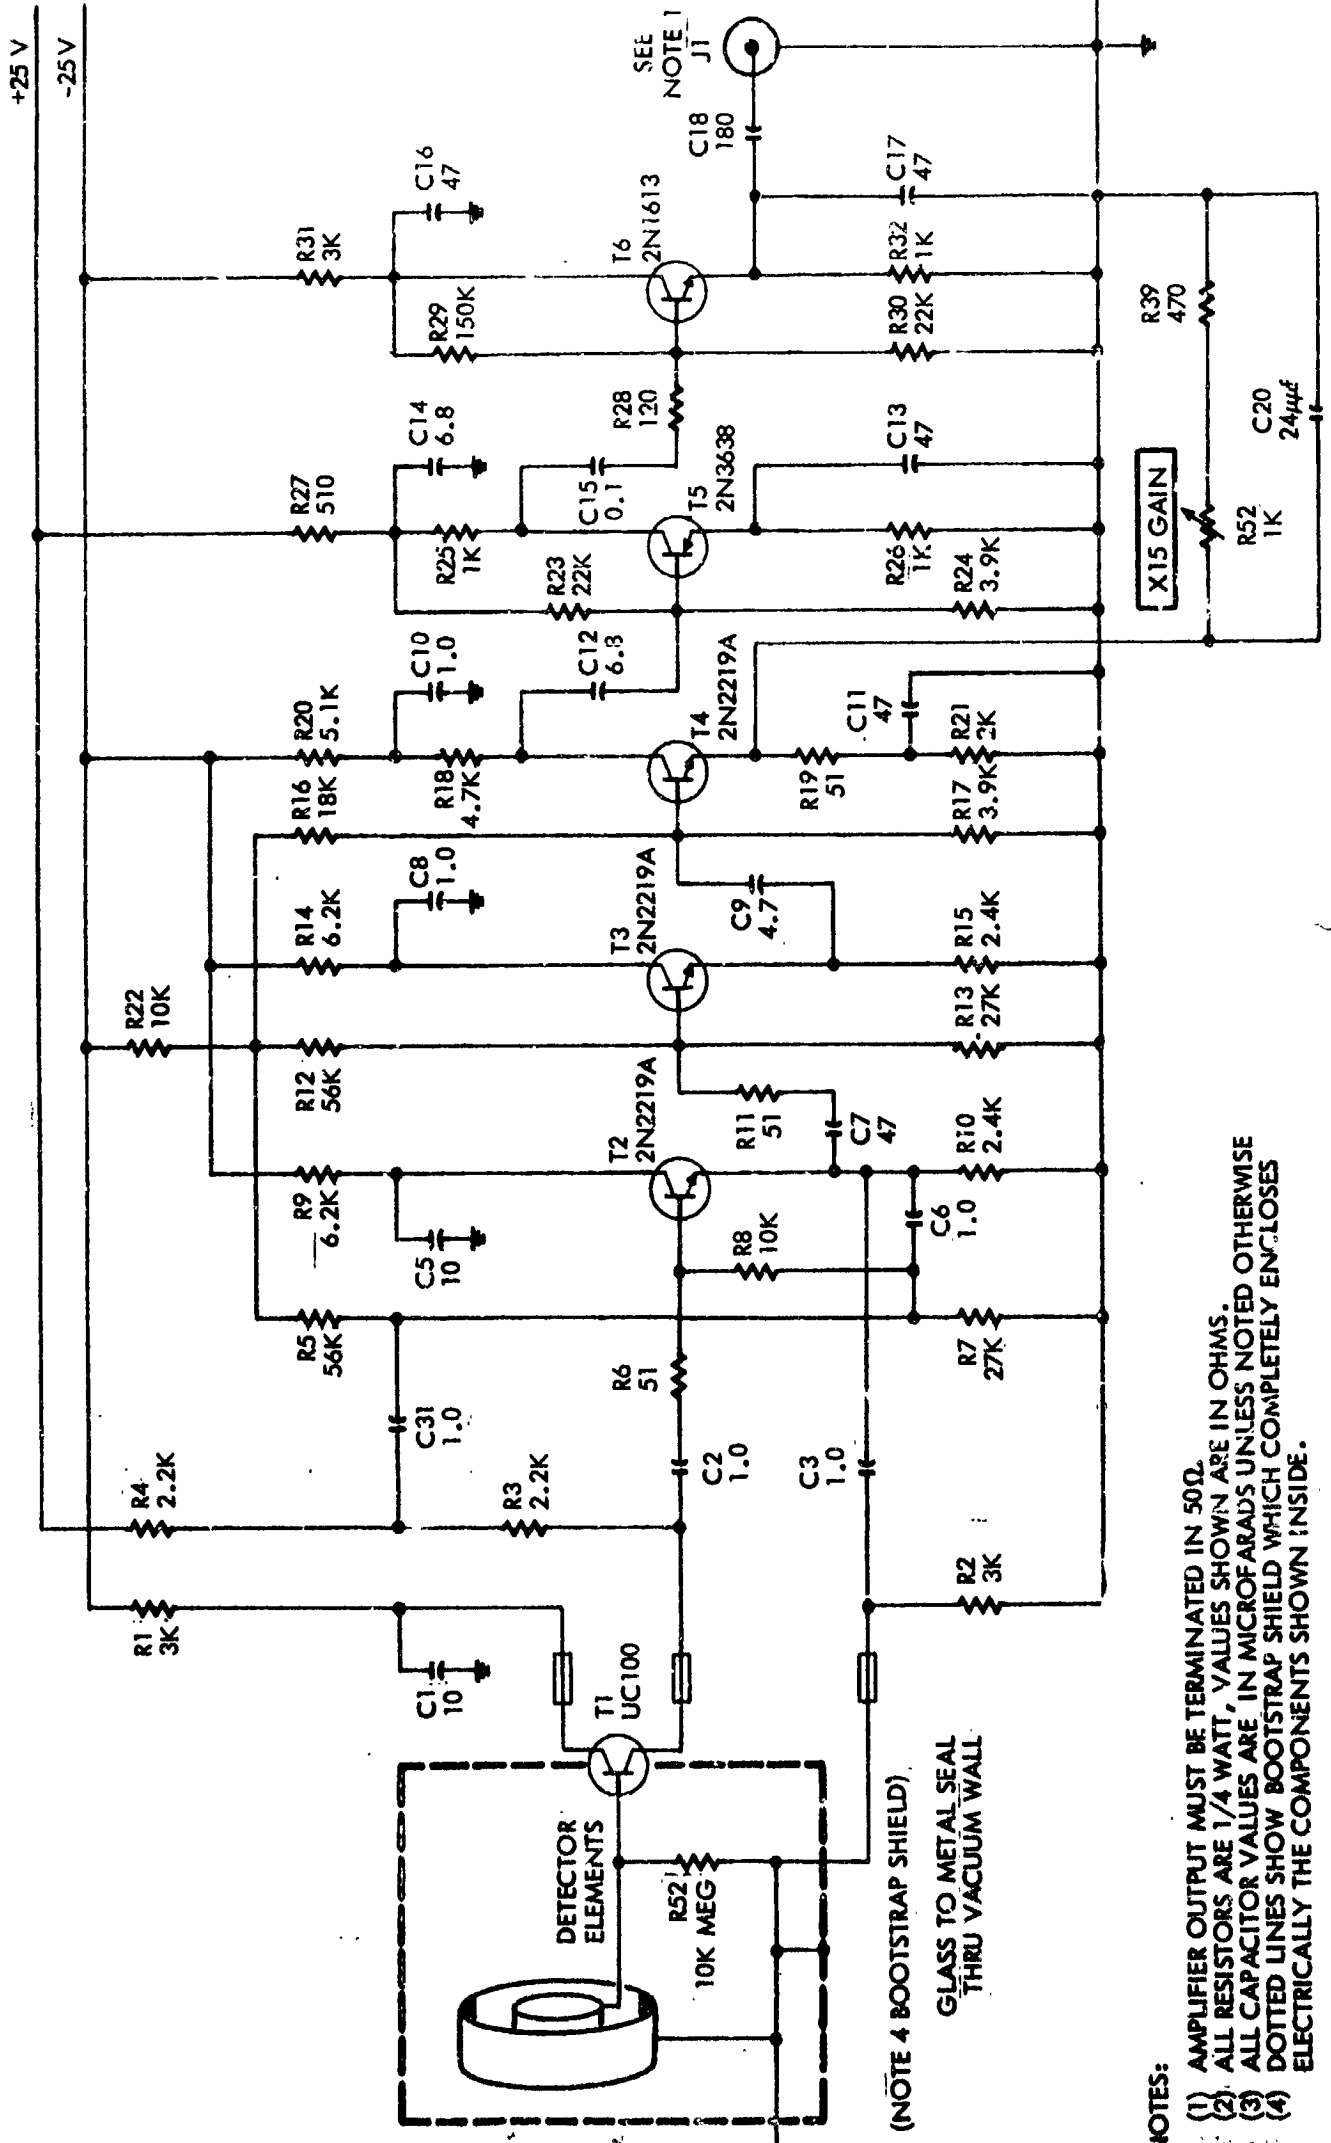 +25 V
-25 V
R1
3K
C1
10
T1
UC100
DETECTOR
ELEMENTS
R52
10K MEG
(NOTE 4 BOOTSTRAP SHIELD)
GLASS TO METAL SEAL
THRU VACUUM WALL
R4
2.2K
C31
1.0
R3
2.2K
C2
1.0
C3
1.0
R2
3K
R5
56K
R6
51
R7
27K
C5
10
R9
6.2K
R8
10K
T2
2N2219A
C6
1.0
R10
2.4K
C7
47
R11
51
R22
10K
R12
56K
R13
27K
R14
6.2K
C8
1.0
T3
2N2219A
C9
4.7
R15
2.4K
R16
18K
R17
3.9K
R20
5.1K
R18
4.7K
C10
1.0
C12
T4
2N2219A
R19
51
C11
47
R21
2K
R23
22K
R24
3.9K
R27
510
R25
1K
C14
6.8
C15
0.1
T5
2N3638
R26
1K
C13
47
R28
120
R29
150K
R30
22K
R31
3K
C16
47
T6
2N1613
R32
1K
C17
47
C18
180
SEE
NOTE 1
J1
X15 GAIN
R52
1K
R39
470
C20
24μμf
NOTES:
(1) AMPLIFIER OUTPUT MUST BE TERMINATED IN 50Ω.
(2) ALL RESISTORS ARE 1/4 WATT, VALUES SHOWN ARE IN OHMS.
(3) ALL CAPACITOR VALUES ARE IN MICROFARADS UNLESS NOTED OTHERWISE
(4) DOTTED LINES SHOW BOOTSTRAP SHIELD WHICH COMPLETELY ENCLOSES
ELECTRICALLY THE COMPONENTS SHOWN INSIDE.